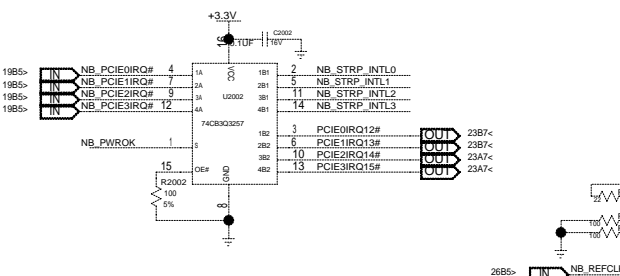 +3.3V
C2002
0.1UF 16V
16
VCC
19B5> IN NB_PCIE0IRQ# 4 1A 1B1 2 NB_STRP_INTL0
19B5> IN NB_PCIE1IRQ# 7 2A 2B1 5 NB_STRP_INTL1
19B5> IN NB_PCIE2IRQ# 9 3A U2002 3B1 11 NB_STRP_INTL2
19B5> IN NB_PCIE3IRQ# 12 4A 4B1 14 NB_STRP_INTL3
74CB3Q3257
1B2 3 PCIE0IRQ12# OUT 23B7<
NB_PWROK 1 S 2B2 6 PCIE1IRQ13# OUT 23B7<
3B2 10 PCIE2IRQ14# OUT 23A7<
15 OE# GND 4B2 13 PCIE3IRQ15# OUT 23A7<
R2002
100
5%
8
22
100
100
26B5> IN NB_REFCL